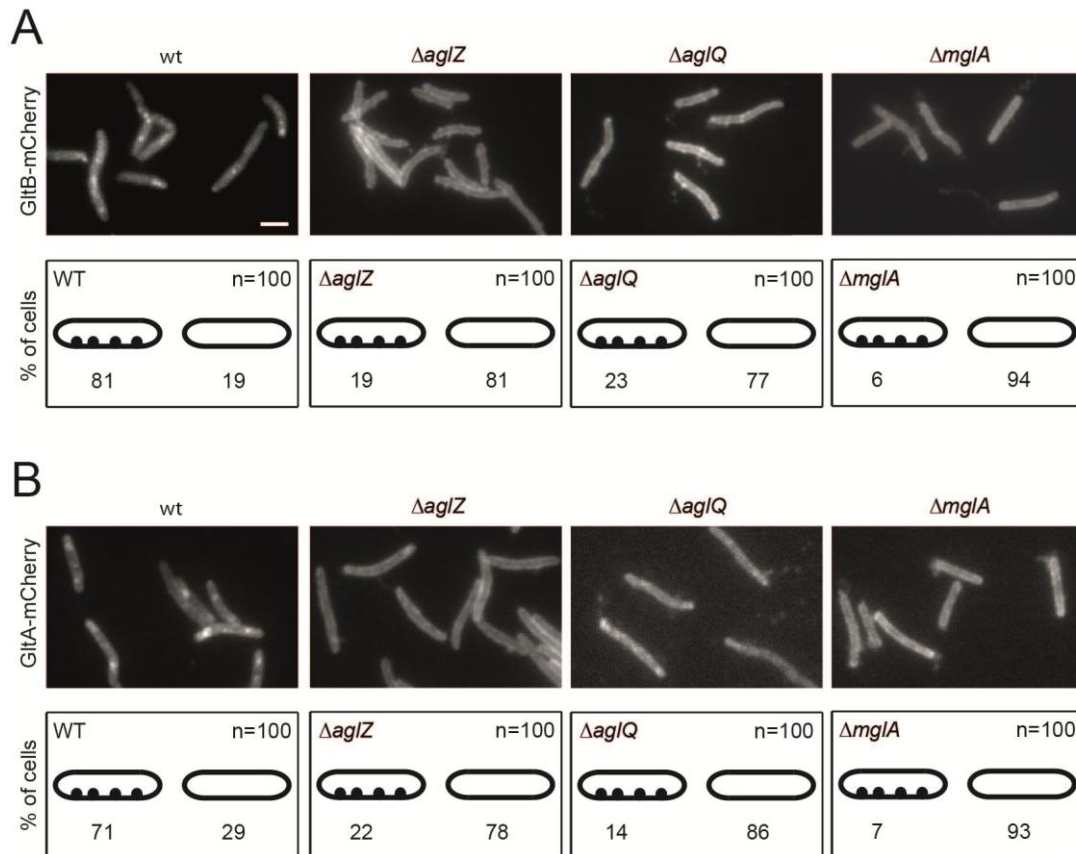 A
wt ΔaglZ ΔaglQ ΔmglA
GltB-mCherry
% of cells
WT n=100 ΔaglZ n=100 ΔaglQ n=100 ΔmglA n=100
81 19 19 81 23 77 6 94
B
wt ΔaglZ ΔaglQ ΔmglA
GltA-mCherry
% of cells
WT n=100 ΔaglZ n=100 ΔaglQ n=100 ΔmglA n=100
71 29 22 78 14 86 7 93